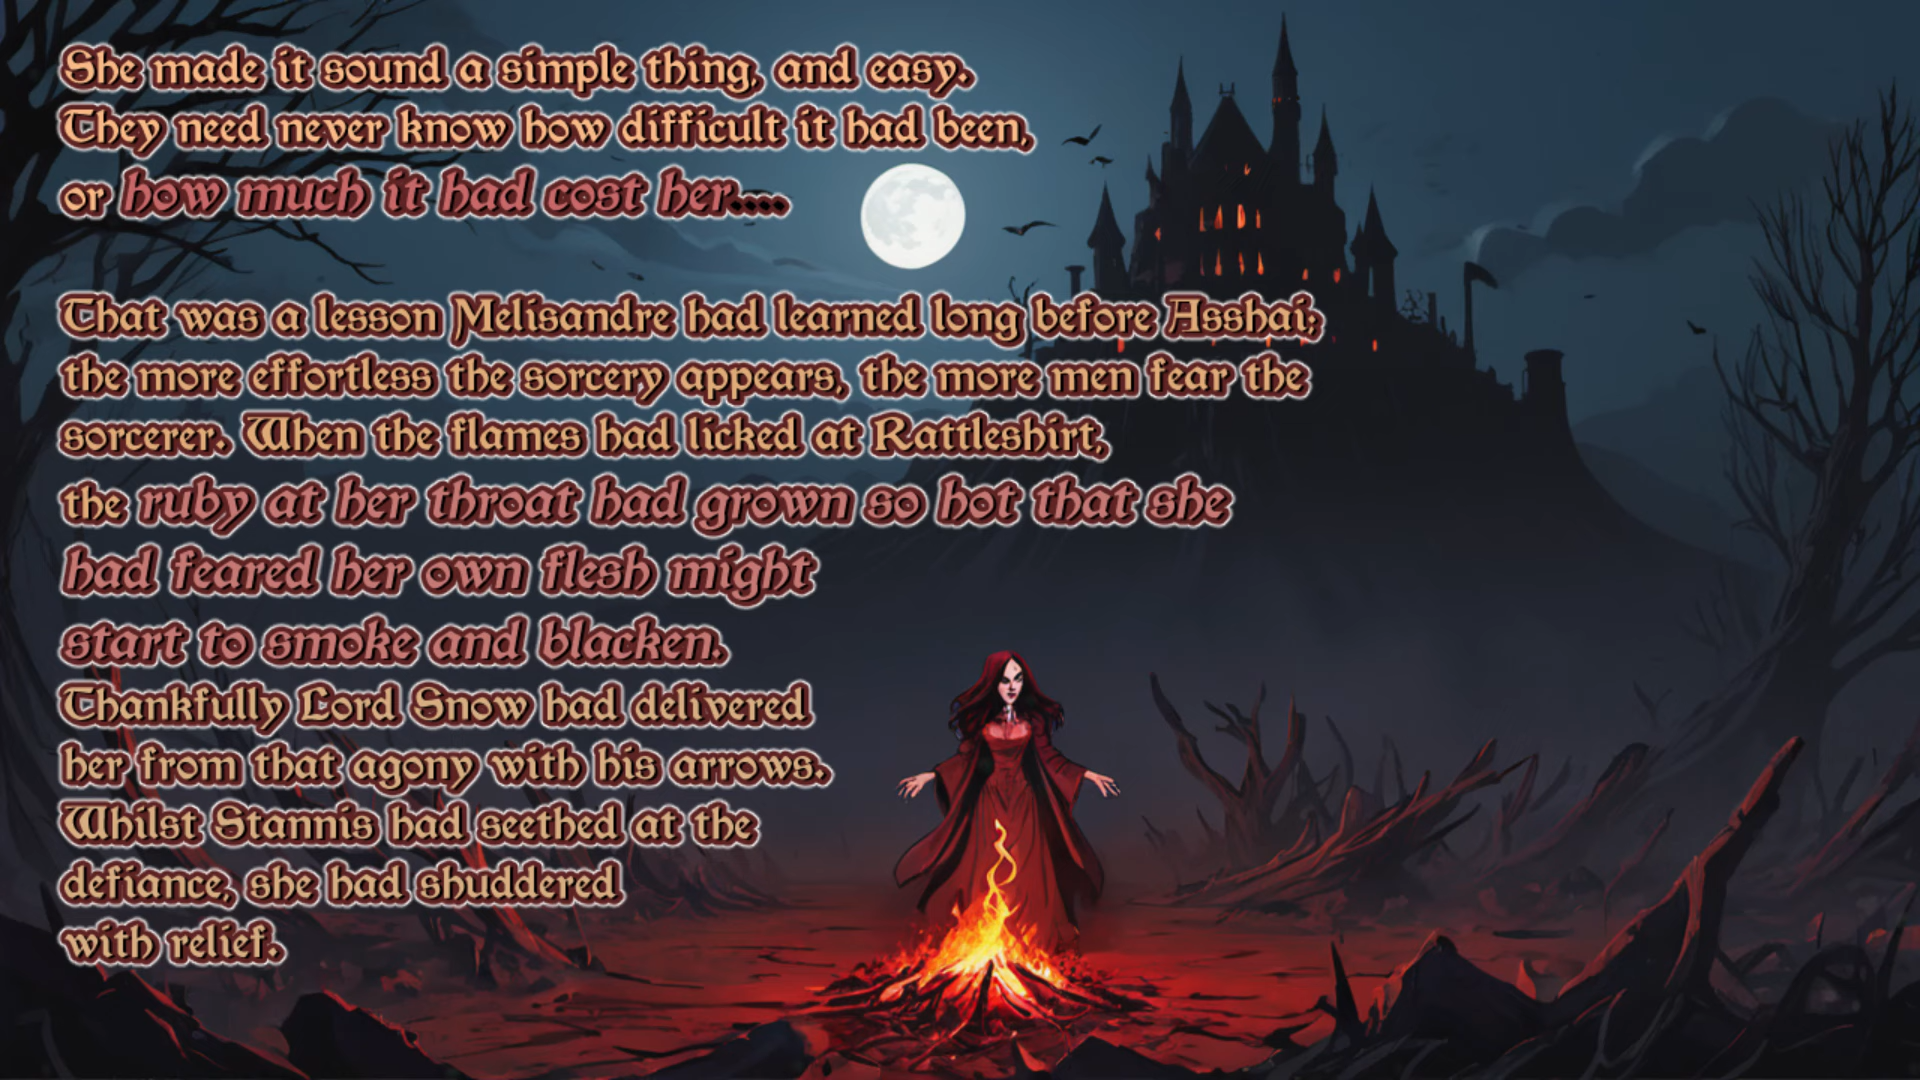 She made it sound a simple thing, and easy.
They need never know how difficult it had been,
or how much it had cost her....
That was a lesson Melisandre had learned long before Asshai;
the more effortless the sorcery appears, the more men fear the
sorcerer. When the flames had licked at Rattleshirt,
the ruby at her throat had grown so hot that she
had feared her own flesh might
start to smoke and blacken.
Thankfully Lord Snow had delivered
her from that agony with his arrows.
Whilst Stannis had seethed at the
defiance, she had shuddered
with relief.